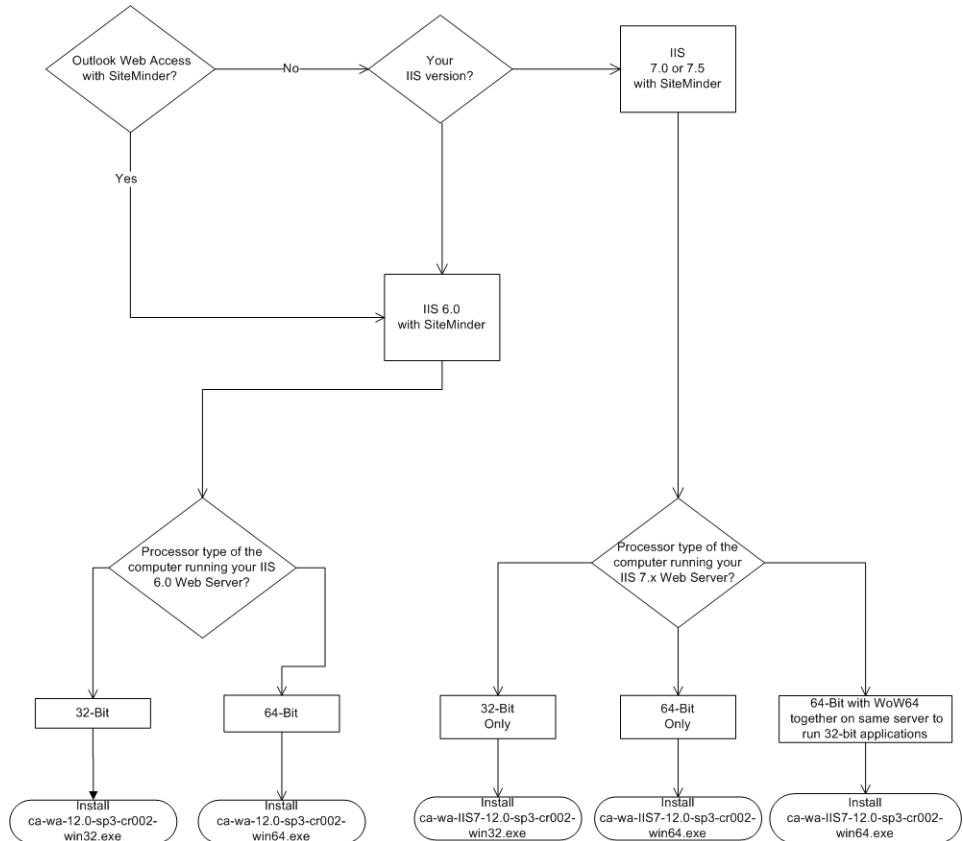 Outlook Web Access
with SiteMinder?
No
Your
IIS version?
IIS
7.0 or 7.5
with SiteMinder
Yes
IIS 6.0
with SiteMinder
Processor type of the
computer running your IIS
6.0 Web Server?
Processor type of the
computer running your
IIS 7.x Web Server?
32-Bit
64-Bit
32-Bit
Only
64-Bit
Only
64-Bit with WoW64
together on same server to
run 32-bit applications
Install
ca-wa-12.0-sp3-cr002-
win32.exe
Install
ca-wa-12.0-sp3-cr002-
win64.exe
Install
ca-wa-IIS7-12.0-sp3-cr002-
win32.exe
Install
ca-wa-IIS7-12.0-sp3-cr002-
win64.exe
Install
ca-wa-IIS7-12.0-sp3-cr002-
win64.exe